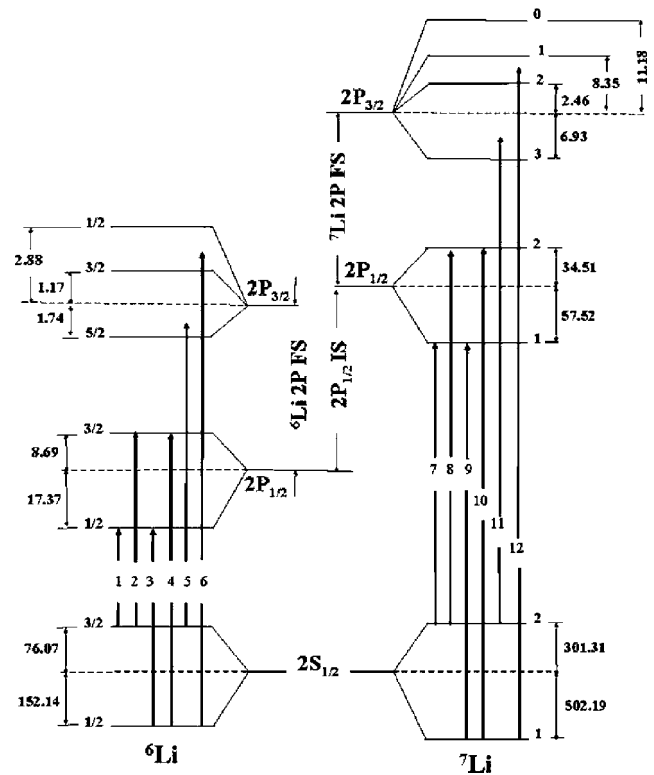 0
1
2
3
2P3/2
11.18
8.35
2.46
6.93
7Li 2P FS
1/2
3/2
5/2
2.88
1.17
1.74
2P3/2
2P1/2
2
1
34.51
57.52
6Li 2P FS
2P1/2 IS
3/2
1/2
8.69
17.37
2P1/2
1 2 3 4 5 6
7 8 9 10 11 12
3/2
1/2
76.07
152.14
2S1/2
2
1
301.31
502.19
6Li
7Li